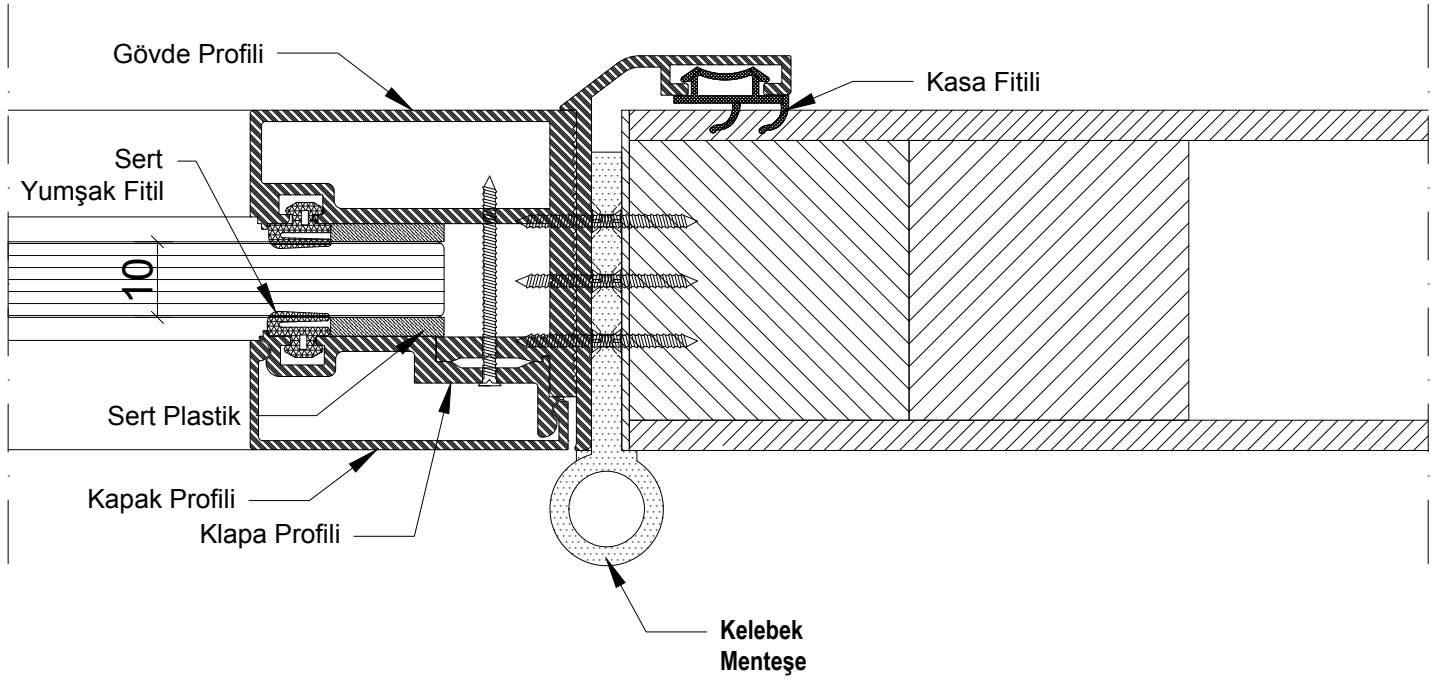 Gövde Profili
Kasa Fitili
Sert
Yumşak Fitil
10
Sert Plastik
Kapak Profili
Klapa Profili
Kelebek
Menteşe